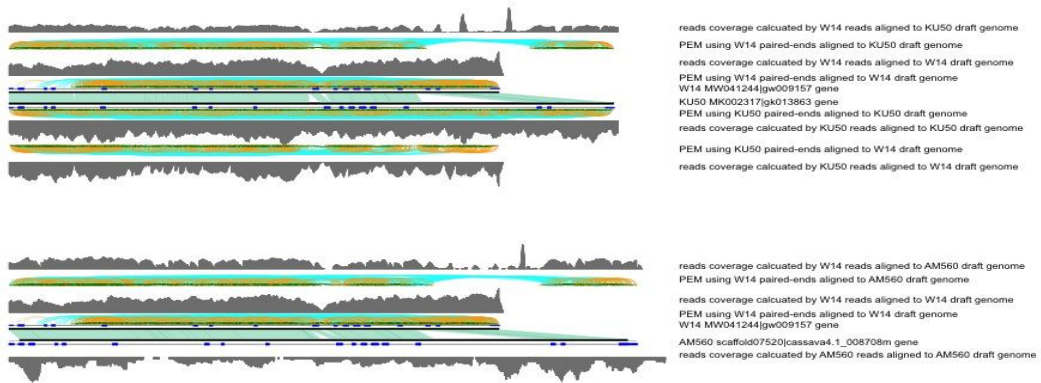 reads coverage calcuated by W14 reads aligned to KU50 draft genome
PEM using W14 paired-ends aligned to KU50 draft genome
reads coverage calcuated by W14 reads aligned to W14 draft genome
PEM using W14 paired-ends aligned to W14 draft genome
W14 MW041244|gw009157 gene
KU50 MK002317|gk013863 gene
PEM using KU50 paired-ends aligned to KU50 draft genome
reads coverage calcuated by KU50 reads aligned to KU50 draft genome
PEM using KU50 paired-ends aligned to W14 draft genome
reads coverage calcuated by KU50 reads aligned to W14 draft genome
reads coverage calcuated by W14 reads aligned to AM560 draft genome
PEM using W14 paired-ends aligned to AM560 draft genome
reads coverage calcuated by W14 reads aligned to W14 draft genome
PEM using W14 paired-ends aligned to W14 draft genome
W14 MW041244|gw009157 gene
AM560 scaffold07520|cassava4.1_008708m gene
reads coverage calcuated by AM560 reads aligned to AM560 draft genome